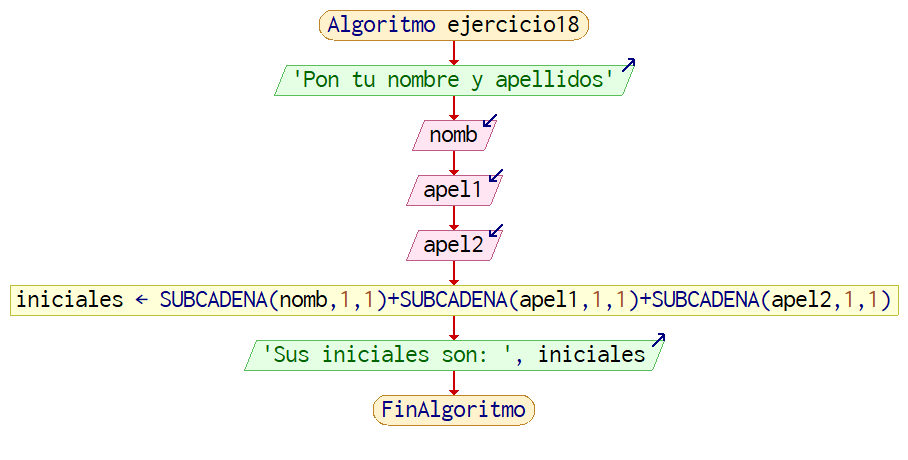 Algoritmo ejercicio18
'Pon tu nombre y apellidos'
nomb
apel1
apel2
iniciales ← SUBCADENA(nomb,1,1)+SUBCADENA(apel1,1,1)+SUBCADENA(apel2,1,1)
'Sus iniciales son: ', iniciales
FinAlgoritmo